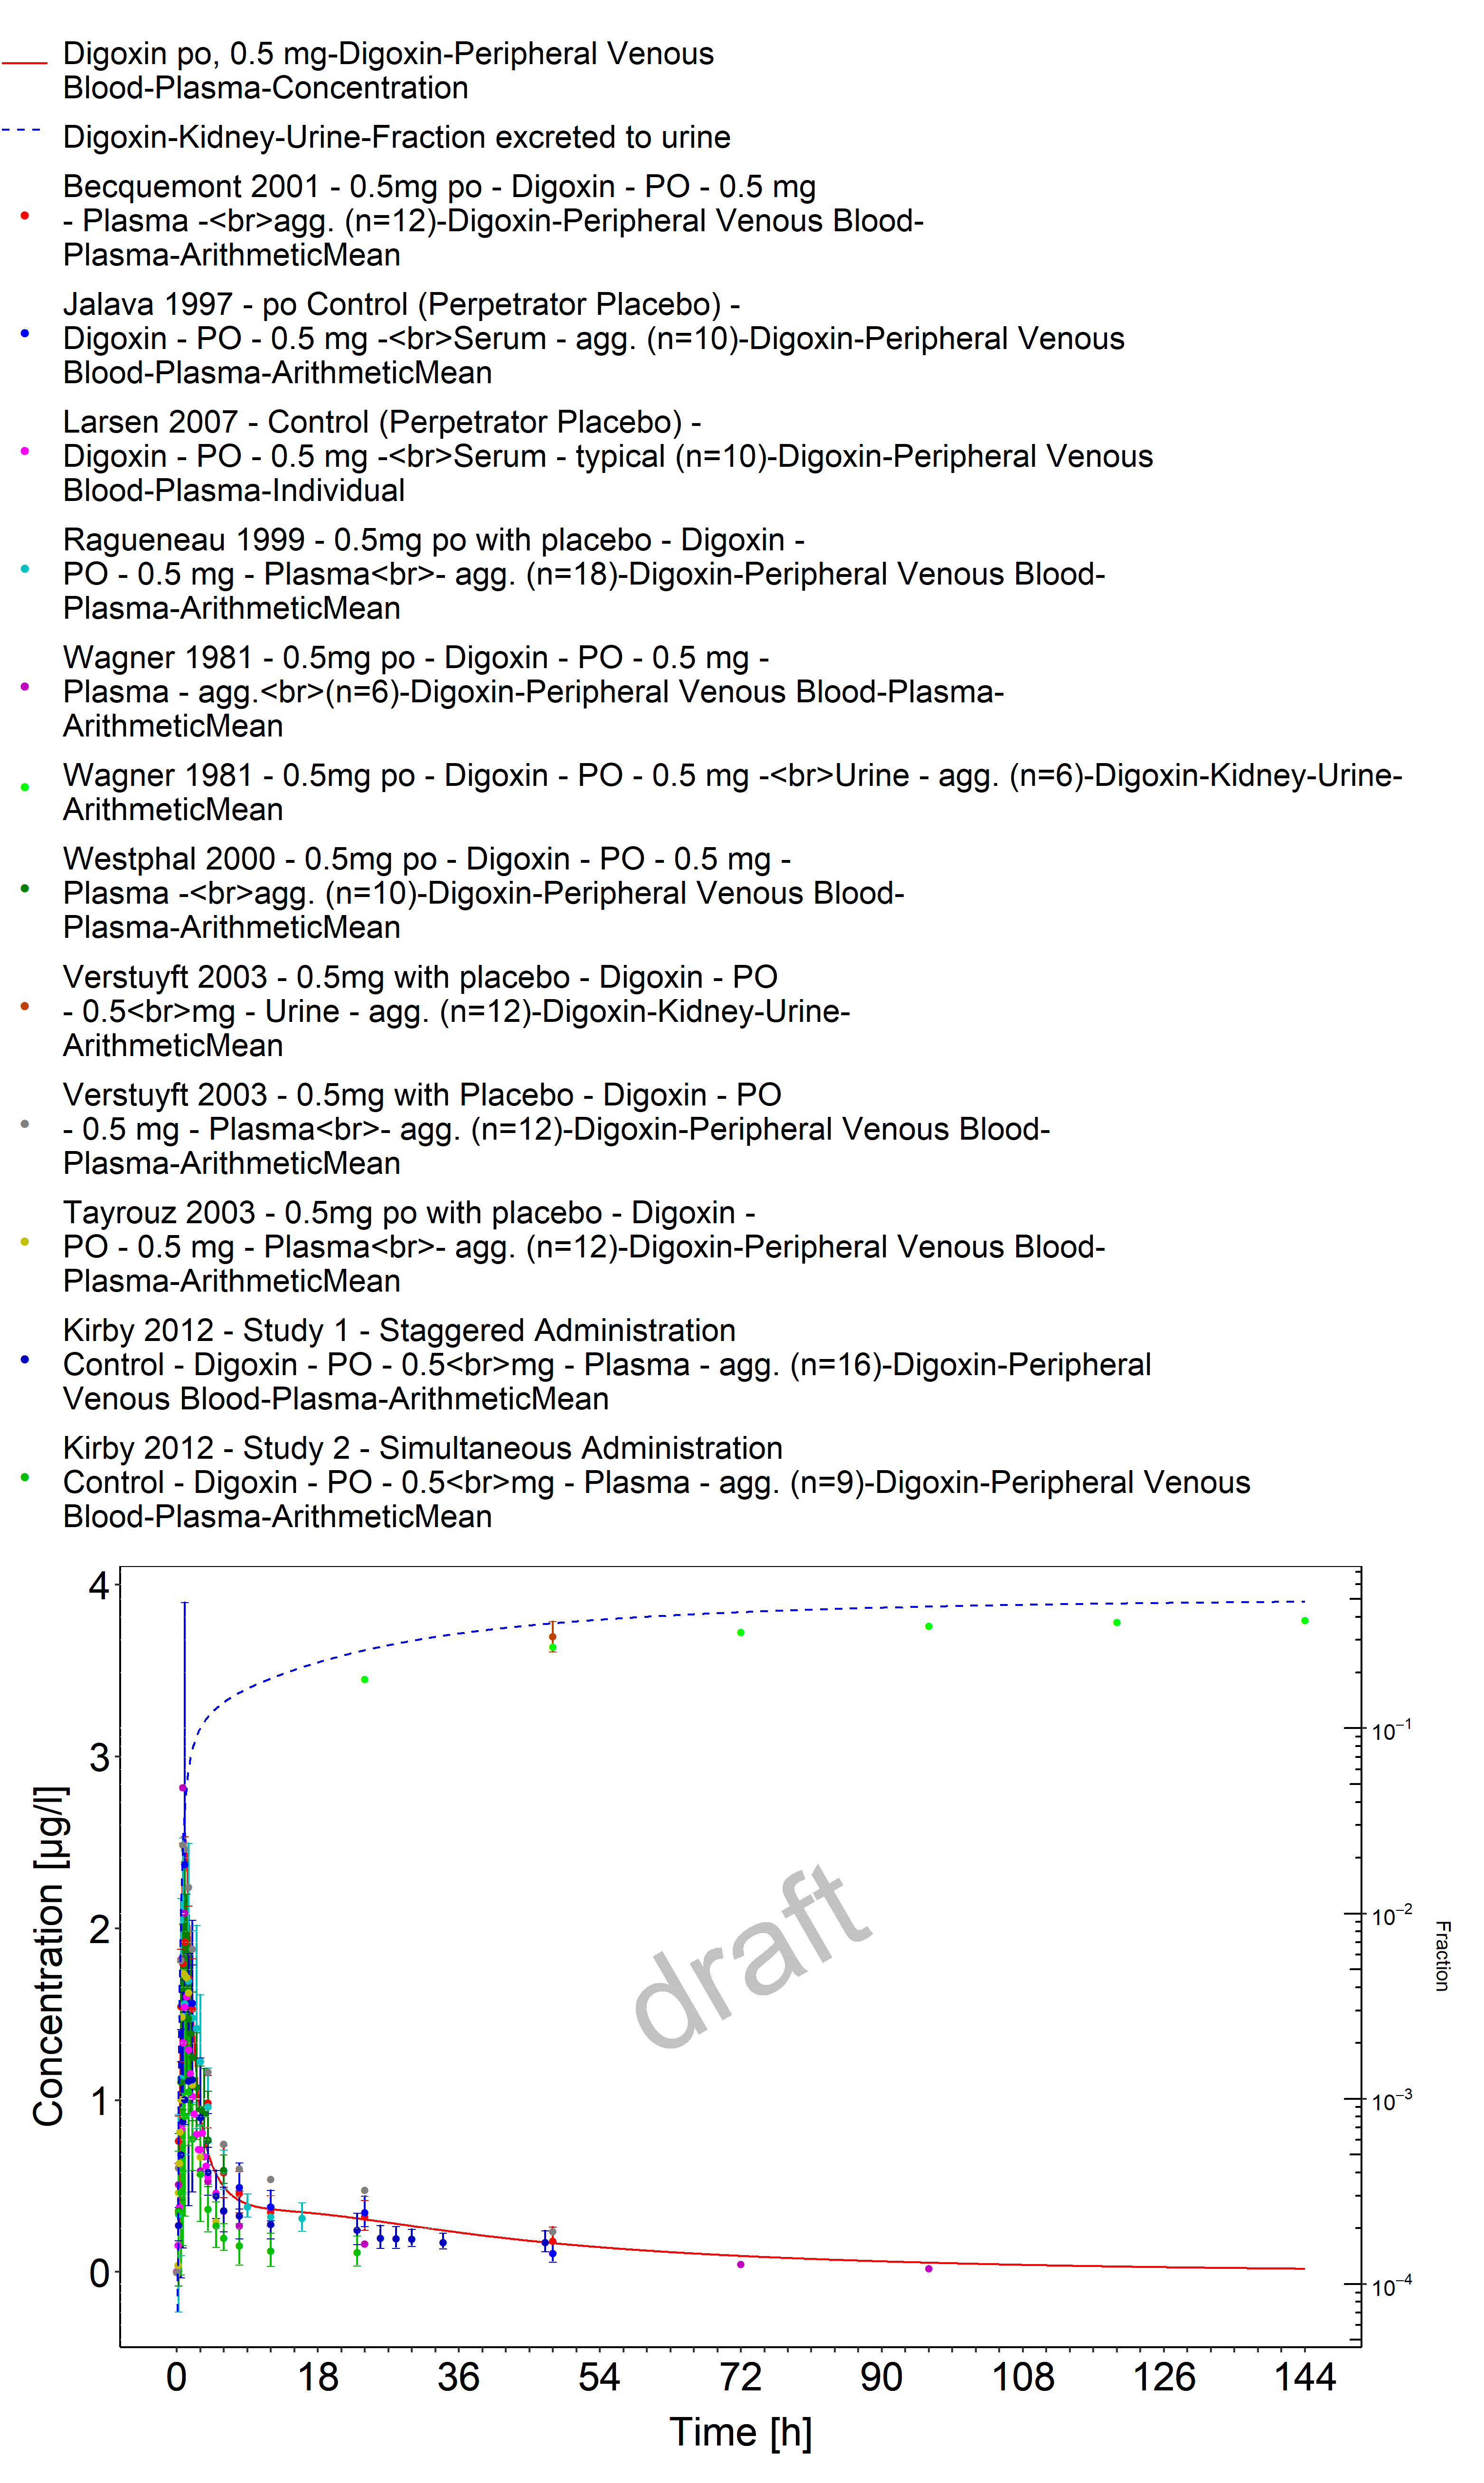 Digoxin po, 0.5 mg-Digoxin-Peripheral Venous
Blood-Plasma-Concentration
Digoxin-Kidney-Urine-Fraction excreted to urine
Becquemont 2001 - 0.5mg po - Digoxin - PO - 0.5 mg
- Plasma -<br>agg. (n=12)-Digoxin-Peripheral Venous Blood-
Plasma-ArithmeticMean
Jalava 1997 - po Control (Perpetrator Placebo) -
Digoxin - PO - 0.5 mg -<br>Serum - agg. (n=10)-Digoxin-Peripheral Venous
Blood-Plasma-ArithmeticMean
Larsen 2007 - Control (Perpetrator Placebo) -
Digoxin - PO - 0.5 mg -<br>Serum - typical (n=10)-Digoxin-Peripheral Venous
Blood-Plasma-Individual
Ragueneau 1999 - 0.5mg po with placebo - Digoxin -
PO - 0.5 mg - Plasma<br>- agg. (n=18)-Digoxin-Peripheral Venous Blood-
Plasma-ArithmeticMean
Wagner 1981 - 0.5mg po - Digoxin - PO - 0.5 mg -
Plasma - agg.<br>(n=6)-Digoxin-Peripheral Venous Blood-Plasma-
ArithmeticMean
Wagner 1981 - 0.5mg po - Digoxin - PO - 0.5 mg -<br>Urine - agg. (n=6)-Digoxin-Kidney-Urine-
ArithmeticMean
Westphal 2000 - 0.5mg po - Digoxin - PO - 0.5 mg -
Plasma -<br>agg. (n=10)-Digoxin-Peripheral Venous Blood-
Plasma-ArithmeticMean
Verstuyft 2003 - 0.5mg with placebo - Digoxin - PO
- 0.5<br>mg - Urine - agg. (n=12)-Digoxin-Kidney-Urine-
ArithmeticMean
Verstuyft 2003 - 0.5mg with Placebo - Digoxin - PO
- 0.5 mg - Plasma<br>- agg. (n=12)-Digoxin-Peripheral Venous Blood-
Plasma-ArithmeticMean
Tayrouz 2003 - 0.5mg po with placebo - Digoxin -
PO - 0.5 mg - Plasma<br>- agg. (n=12)-Digoxin-Peripheral Venous Blood-
Plasma-ArithmeticMean
Kirby 2012 - Study 1 - Staggered Administration
Control - Digoxin - PO - 0.5<br>mg - Plasma - agg. (n=16)-Digoxin-Peripheral
Venous Blood-Plasma-ArithmeticMean
Kirby 2012 - Study 2 - Simultaneous Administration
Control - Digoxin - PO - 0.5<br>mg - Plasma - agg. (n=9)-Digoxin-Peripheral Venous
Blood-Plasma-ArithmeticMean
4
3
2
1
0
Concentration [µg/l]
draft
10⁻¹
10⁻²
10⁻³
10⁻⁴
Fraction
0 18 36 54 72 90 108 126 144
Time [h]